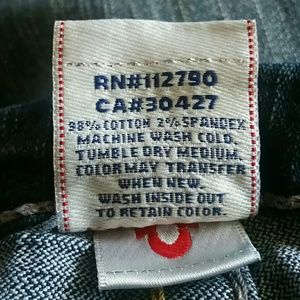 RN#112790
CA#30427
98% COTTON 2% SPANDEX
MACHINE WASH COLD.
TUMBLE DRY MEDIUM.
COLOR MAY TRANSFER
WHEN NEW.
WASH INSIDE OUT
TO RETAIN COLOR.